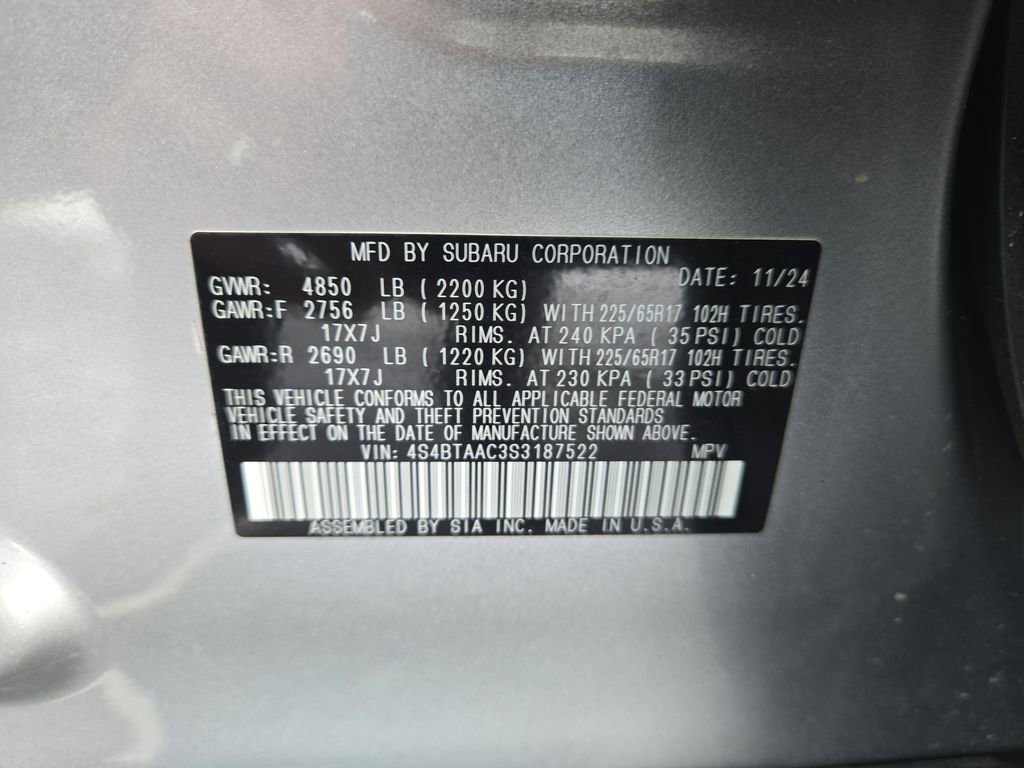 MFD BY SUBARU CORPORATION
DATE: 11/24
GVWR: 4850 LB ( 2200 KG)
GAWR:F 2756 LB ( 1250 KG) WITH 225/65R17 102H TIRES.
17X7J RIMS. AT 240 KPA ( 35 PSI) COLD
GAWR:R 2690 LB ( 1220 KG) WITH 225/65R17 102H TIRES.
17X7J RIMS. AT 230 KPA ( 33 PSI) COLD
THIS VEHICLE CONFORMS TO ALL APPLICABLE FEDERAL MOTOR
VEHICLE SAFETY AND THEFT PREVENTION STANDARDS
IN EFFECT ON THE DATE OF MANUFACTURE SHOWN ABOVE.
VIN: 4S4BTAAC3S3187522 MPV
ASSEMBLED BY SIA INC. MADE IN U.S.A.